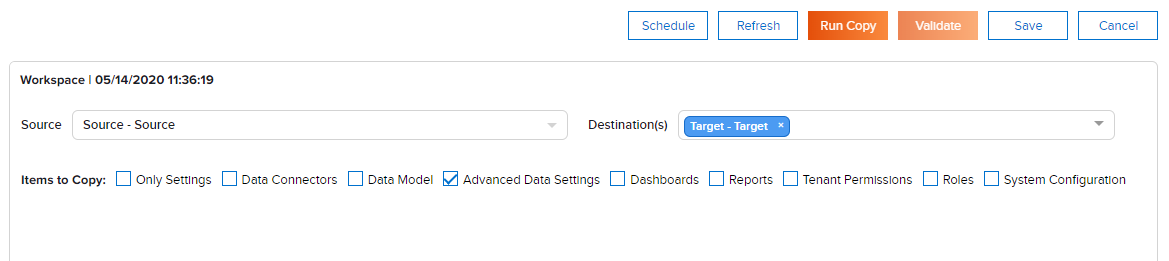 Schedule Refresh Run Copy Validate Save Cancel
Workspace | 05/14/2020 11:36:19
Source Source - Source Destination(s) Target - Target ×
Items to Copy: Only Settings Data Connectors Data Model Advanced Data Settings Dashboards Reports Tenant Permissions Roles System Configuration